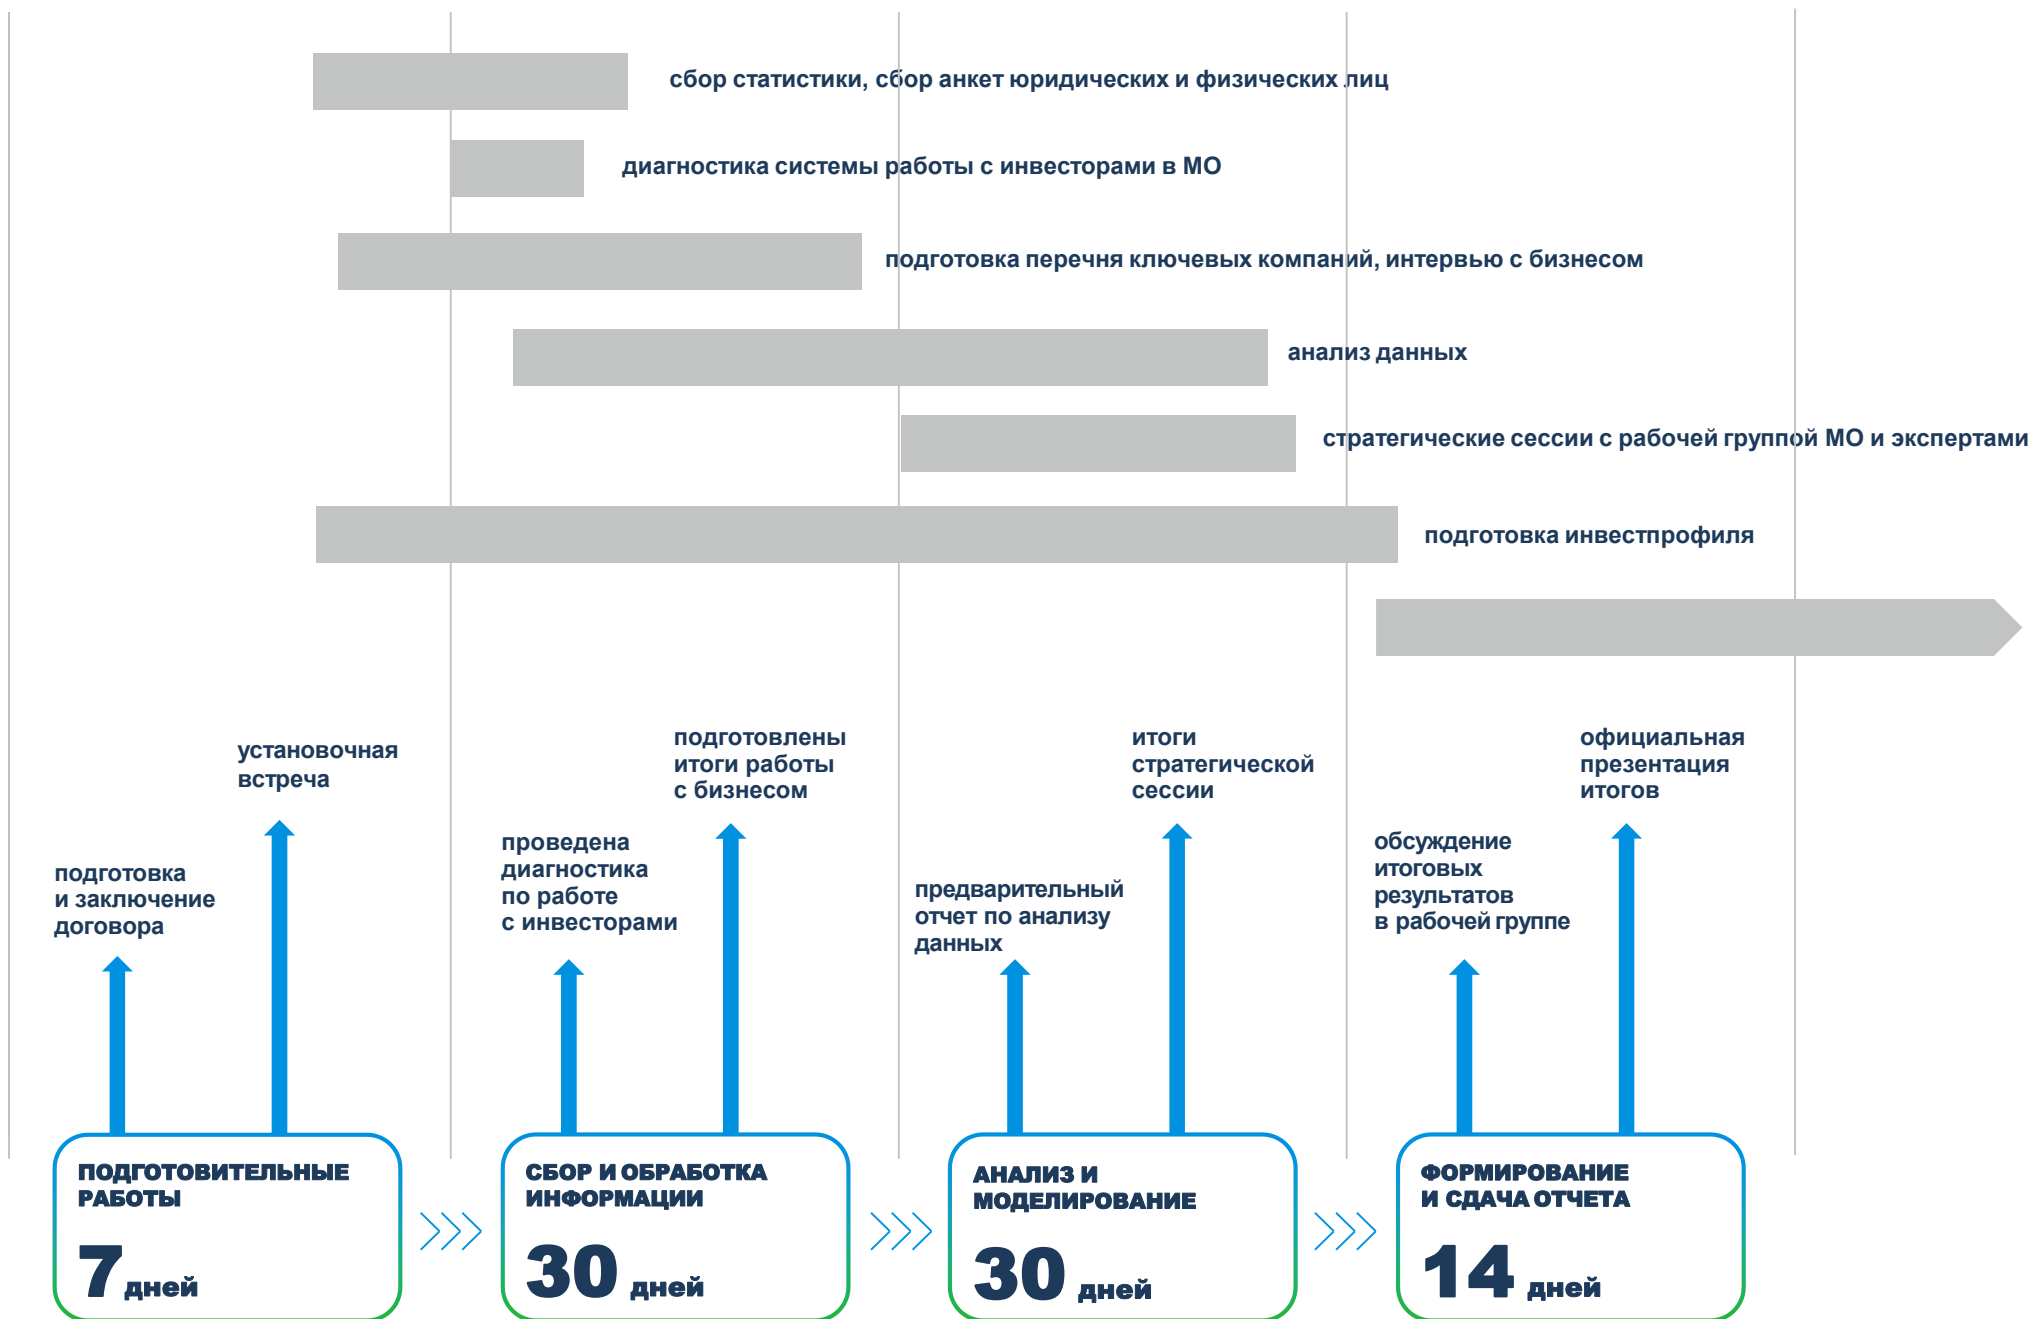 сбор статистики, сбор анкет юридических и физических лиц
диагностика системы работы с инвесторами в МО
подготовка перечня ключевых компаний, интервью с бизнесом
анализ данных
стратегические сессии с рабочей группой МО и экспертами
подготовка инвестпрофиля
подготовка
и заключение
договора
установочная
встреча
проведена
диагностика
по работе
с инвесторами
подготовлены
итоги работы
с бизнесом
предварительный
отчет по анализу
данных
итоги
стратегической
сессии
обсуждение
итоговых
результатов
в рабочей группе
официальная
презентация
итогов
ПОДГОТОВИТЕЛЬНЫЕ
РАБОТЫ
7 дней
СБОР И ОБРАБОТКА
ИНФОРМАЦИИ
30 дней
АНАЛИЗ И
МОДЕЛИРОВАНИЕ
30 дней
ФОРМИРОВАНИЕ
И СДАЧА ОТЧЕТА
14 дней